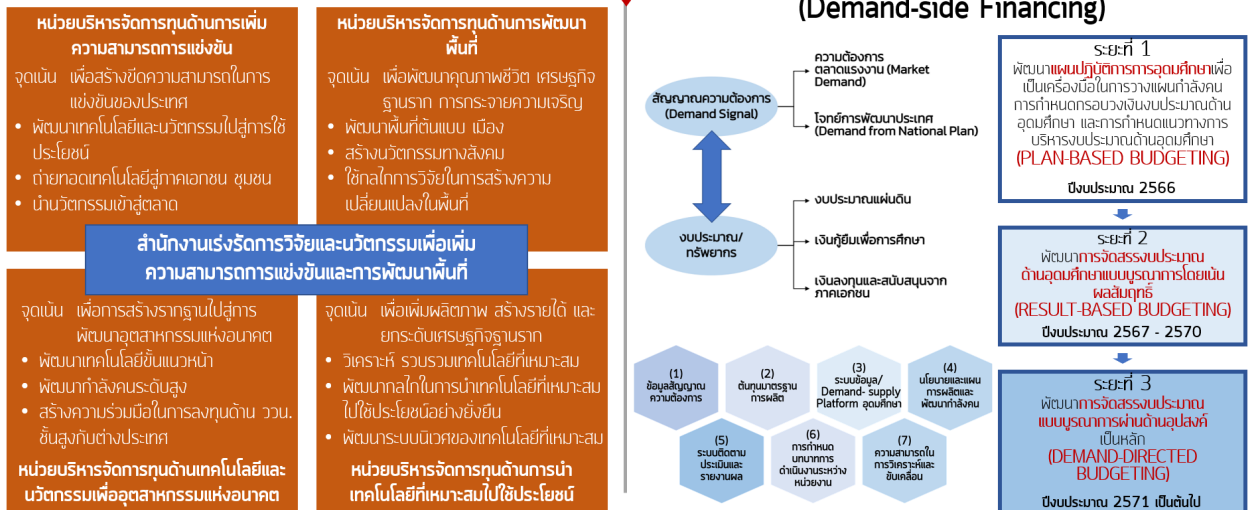 หน่วยบริหารจัดการทุนด้านการเพิ่ม
ความสามารถการแข่งขัน
จุดเน้น เพื่อสร้างขีดความสามารถในการ
แข่งขันของประเทศ
• พัฒนาเทคโนโลยีและนวัตกรรมไปสู่การใช้
ประโยชน์
• ถ่ายทอดเทคโนโลยีสู่ภาคเอกชน ชุมชน
• นำนวัตกรรมเข้าสู่ตลาด
หน่วยบริหารจัดการทุนด้านการพัฒนา
พื้นที่
จุดเน้น เพื่อพัฒนาคุณภาพชีวิต เศรษฐกิจ
ฐานราก การกระจายความเจริญ
• พัฒนาพื้นที่ต้นแบบ เมือง
• สร้างนวัตกรรมทางสังคม
• ใช้กลไกการวิจัยในการสร้างความ
เปลี่ยนแปลงในพื้นที่
สำนักงานเร่งรัดการวิจัยและนวัตกรรมเพื่อเพิ่ม
ความสามารถการแข่งขันและการพัฒนาพื้นที่
จุดเน้น เพื่อการสร้างรากฐานไปสู่การ
พัฒนาอุตสาหกรรมแห่งอนาคต
• พัฒนาเทคโนโลยีขั้นแนวหน้า
• พัฒนากำลังคนระดับสูง
• สร้างความร่วมมือในการลงทุนด้าน ววน.
ชั้นสูงกับต่างประเทศ
หน่วยบริหารจัดการทุนด้านเทคโนโลยีและ
นวัตกรรมเพื่ออุตสาหกรรมแห่งอนาคต
จุดเน้น เพื่อเพิ่มผลิตภาพ สร้างรายได้ และ
ยกระดับเศรษฐกิจฐานราก
• วิเคราะห์ รวบรวมเทคโนโลยีที่เหมาะสม
• พัฒนากลไกในการนำเทคโนโลยีที่เหมาะสม
ไปใช้ประโยชน์อย่างยั่งยืน
• พัฒนาระบบนิเวศของเทคโนโลยีที่เหมาะสม
หน่วยบริหารจัดการทุนด้านการนำ
เทคโนโลยีที่เหมาะสมไปใช้ประโยชน์
(Demand-side Financing)
สัญญาณความต้องการ
(Demand Signal)
ความต้องการ
ตลาดแรงงาน (Market
Demand)
โจทย์การพัฒนาประเทศ
(Demand from National Plan)
งบประมาณ/
ทรัพยากร
งบประมาณแผ่นดิน
เงินกู้ยืมเพื่อการศึกษา
เงินลงทุนและสนับสนุนจาก
ภาคเอกชน
(1)
ข้อมูลสัญญาณ
ความต้องการ
(2)
ต้นทุนมาตรฐาน
การผลิต
(3)
ระบบข้อมูล/
Demand- supply
Platform อุดมศึกษา
(4)
นโยบายและแผน
การผลิตและ
พัฒนากำลังคน
(5)
ระบบติดตาม
ประเมินและ
รายงานผล
(6)
การกำหนด
บทบาทการ
ดำเนินงานระหว่าง
หน่วยงาน
(7)
ความสามารถใน
การวิเคราะห์และ
ขับเคลื่อน
ระยะที่ 1
พัฒนาแผนปฏิบัติการการอุดมศึกษาเพื่อ
เป็นเครื่องมือในการวางแผนกำลังคน
การกำหนดกรอบวงเงินงบประมาณด้าน
อุดมศึกษา และการกำหนดแนวทางการ
บริหารงบประมาณด้านอุดมศึกษา
(PLAN-BASED BUDGETING)
ปีงบประมาณ 2566
ระยะที่ 2
พัฒนาการจัดสรรงบประมาณ
ด้านอุดมศึกษาแบบบูรณาการโดยเน้น
ผลสัมฤทธิ์
(RESULT-BASED BUDGETING)
ปีงบประมาณ 2567 - 2570
ระยะที่ 3
พัฒนาการจัดสรรงบประมาณ
แบบบูรณาการผ่านด้านอุปสงค์
เป็นหลัก
(DEMAND-DIRECTED
BUDGETING)
ปีงบประมาณ 2571 เป็นต้นไป